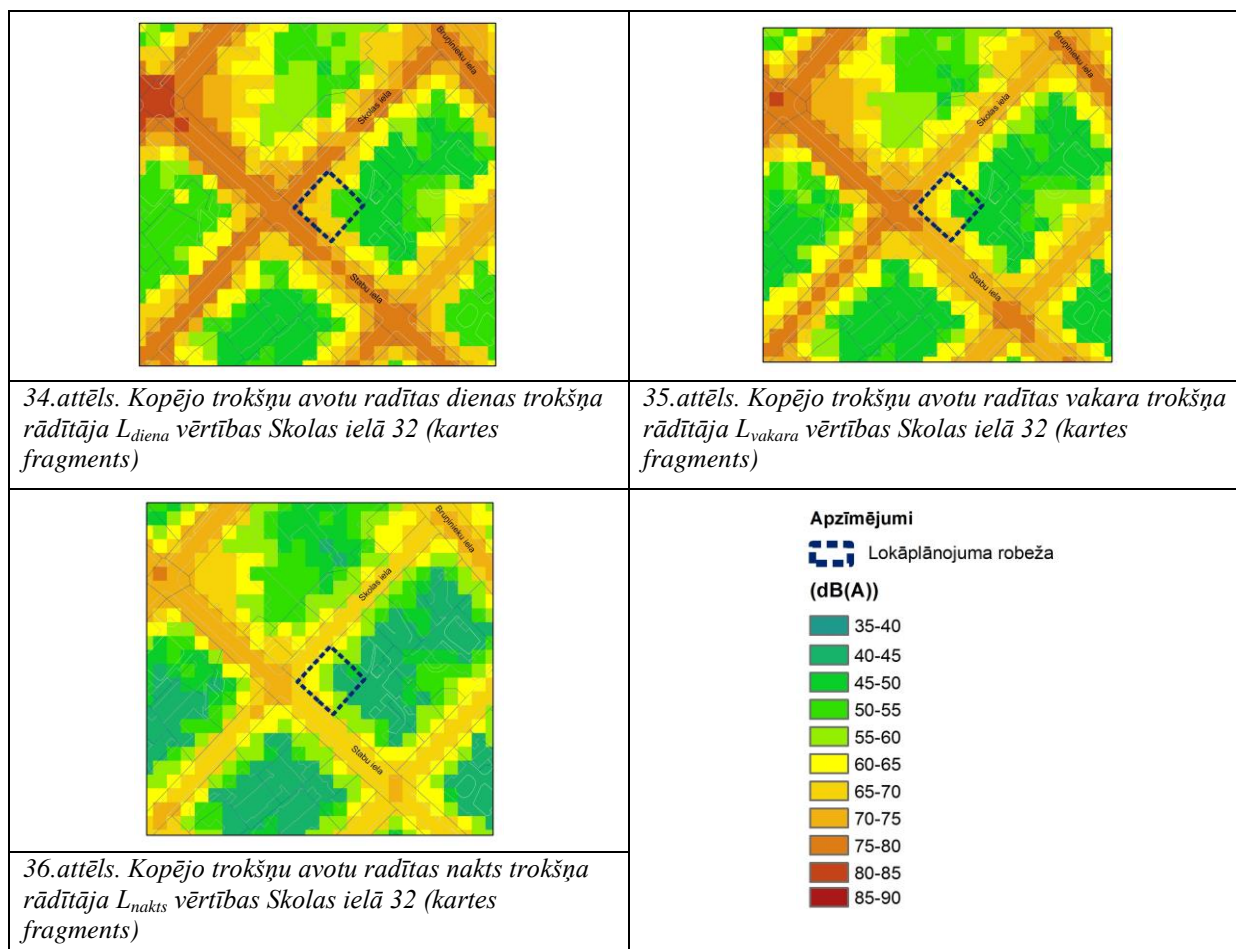 Bruņinieku iela
Skolas iela
Stabu iela
Bruņinieku iela
Skolas iela
Stabu iela
34.attēls. Kopējo trokšņu avotu radītas dienas trokšņa
rādītāja Ldiena vērtības Skolas ielā 32 (kartes
fragments)
35.attēls. Kopējo trokšņu avotu radītas vakara trokšņa
rādītāja Lvakara vērtības Skolas ielā 32 (kartes
fragments)
Bruņinieku iela
Skolas iela
Stabu iela
36.attēls. Kopējo trokšņu avotu radītas nakts trokšņa
rādītāja Lnakts vērtības Skolas ielā 32 (kartes
fragments)
Apzīmējumi
Lokāplānojuma robeža
(dB(A))
35-40
40-45
45-50
50-55
55-60
60-65
65-70
70-75
75-80
80-85
85-90